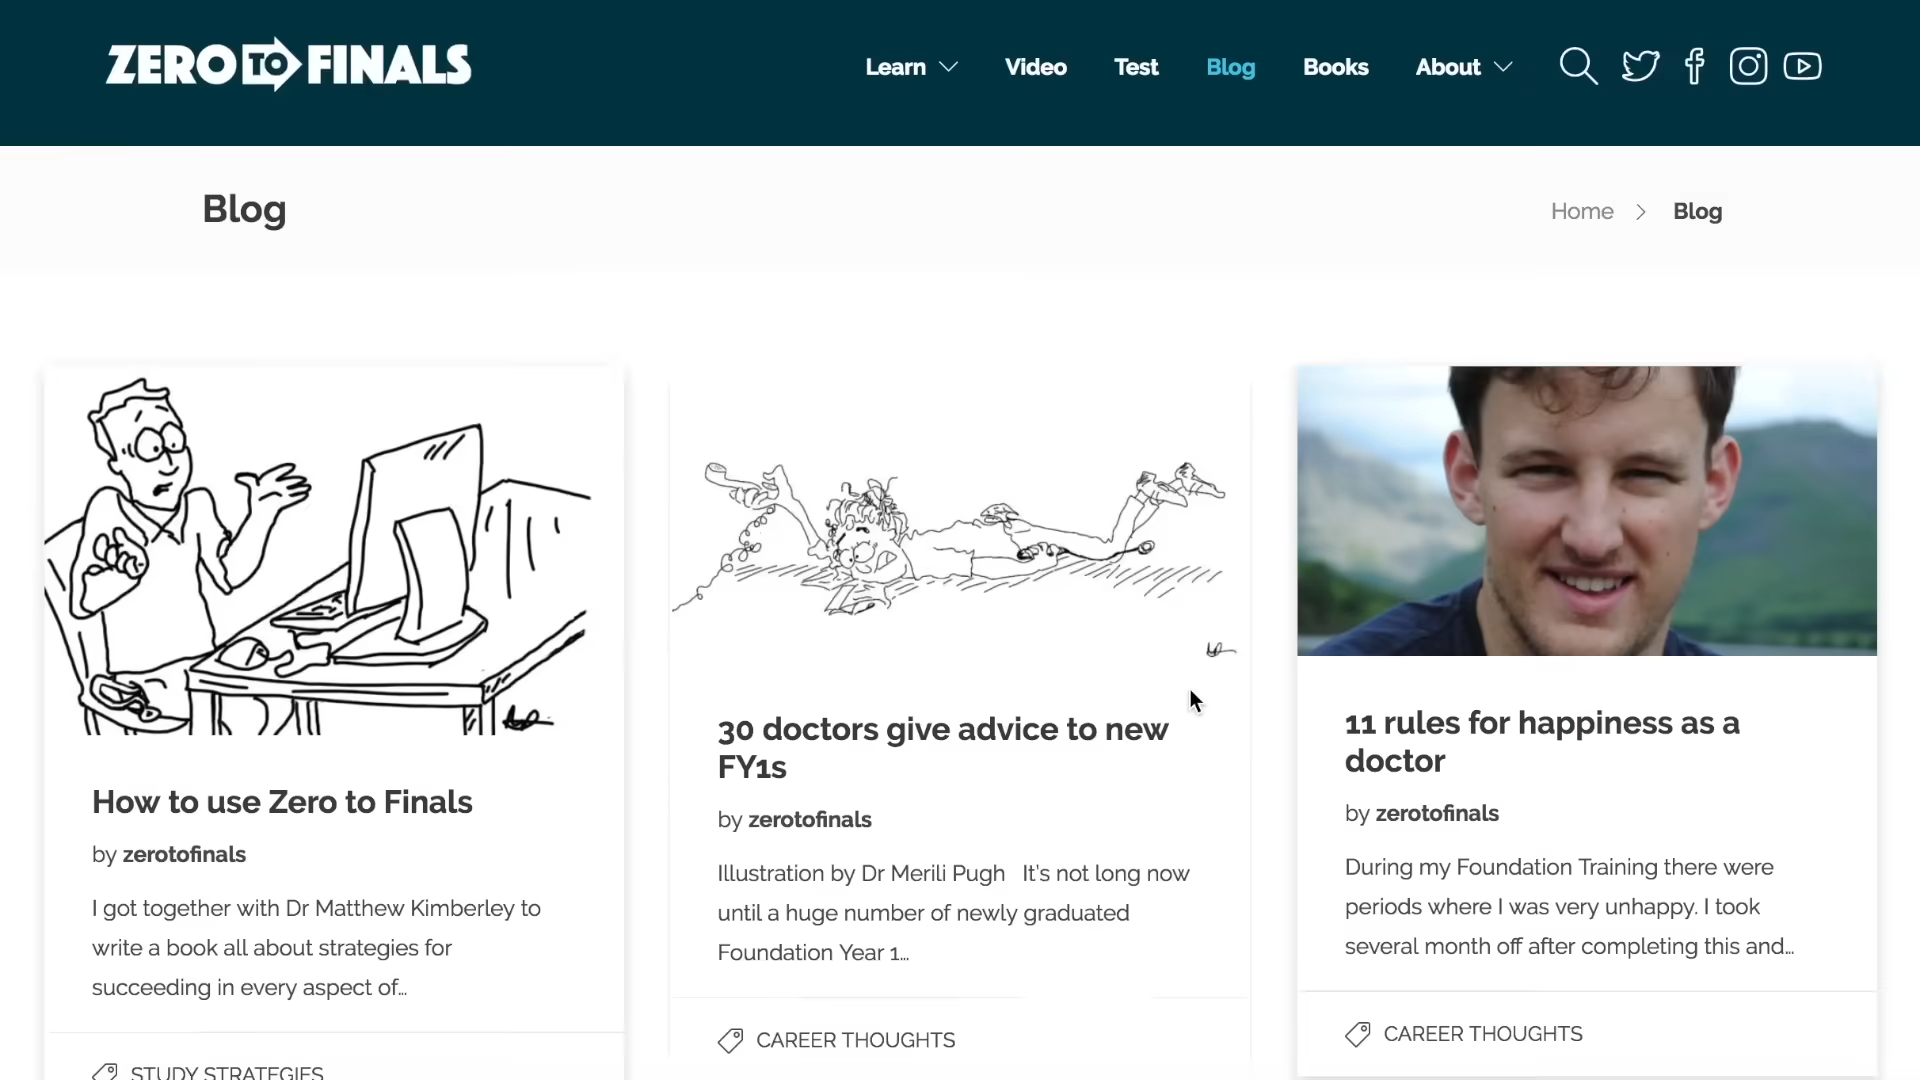 ZERO TO FINALS
Learn
Video
Test
Blog
Books
About
Blog
Home
Blog
How to use Zero to Finals
by zerotofinals
I got together with Dr Matthew Kimberley to
write a book all about strategies for
succeeding in every aspect of...
STUDY STRATEGIES
30 doctors give advice to new
FY1s
by zerotofinals
Illustration by Dr Merili Pugh It's not long now
until a huge number of newly graduated
Foundation Year 1...
CAREER THOUGHTS
11 rules for happiness as a
doctor
by zerotofinals
During my Foundation Training there were
periods where I was very unhappy. I took
several month off after completing this and...
CAREER THOUGHTS